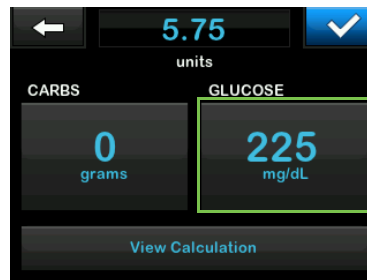 5.75
units
CARBS GLUCOSE
0 225
grams mg/dL
View Calculation